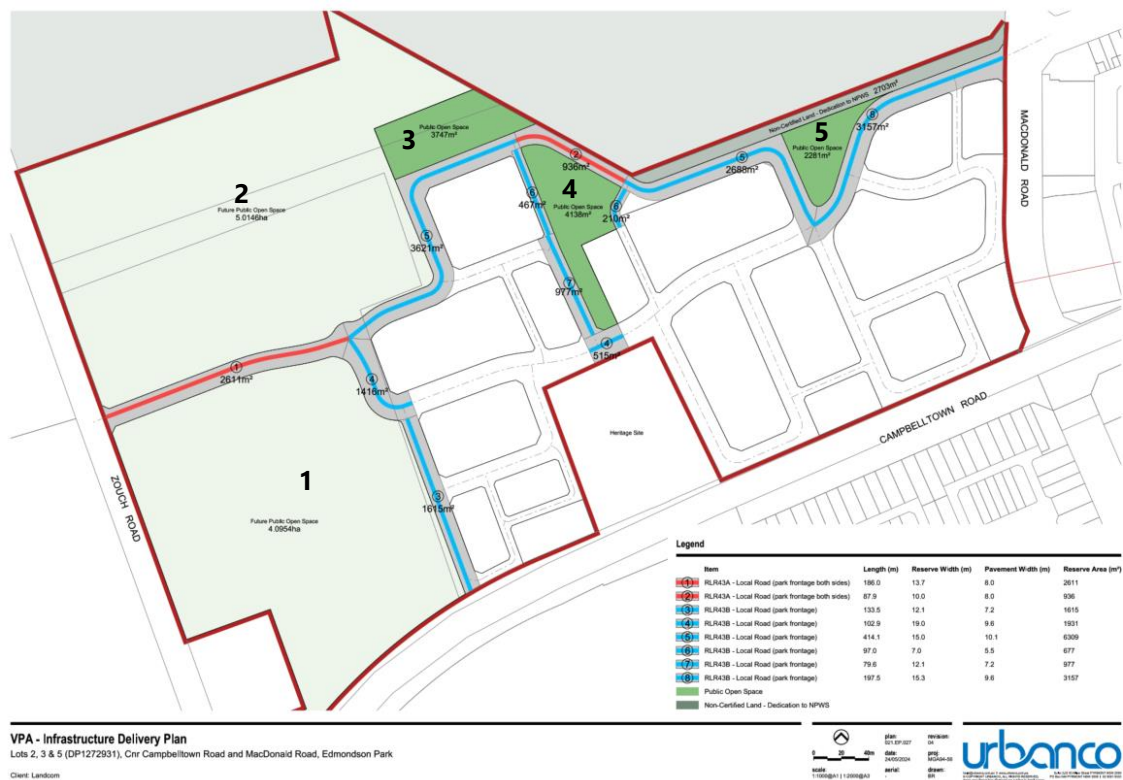 Non-Certified Land - Dedication to NPWS 2703m²
MACDONALD ROAD
3
Public Open Space
3747m²
2
936m²
5
Public Open Space
2281m²
8
3157m²
5
2688m²
2
Future Public Open Space
5.0146ha
4
Public Open Space
4138m²
6
467m²
6
210m²
5
3621m²
7
977m²
4
515m²
1
2611m²
4
1416m²
CAMPBELLTOWN ROAD
Heritage Site
ZOUCH ROAD
1
Future Public Open Space
4.0954ha
3
1615m²
Legend
Item Length (m) Reserve Width (m) Pavement Width (m) Reserve Area (m²)
1 RLR43A - Local Road (park frontage both sides) 186.0 13.7 8.0 2611
2 RLR43A - Local Road (park frontage both sides) 87.9 10.0 8.0 936
3 RLR43B - Local Road (park frontage) 133.5 12.1 7.2 1615
4 RLR43B - Local Road (park frontage) 102.9 19.0 9.6 1931
5 RLR43B - Local Road (park frontage) 414.1 15.0 10.1 6309
6 RLR43B - Local Road (park frontage) 97.0 7.0 5.5 677
7 RLR43B - Local Road (park frontage) 79.6 12.1 7.2 977
8 RLR43B - Local Road (park frontage) 197.5 15.3 9.6 3157
Public Open Space
Non-Certified Land - Dedication to NPWS
VPA - Infrastructure Delivery Plan
Lots 2, 3 & 5 (DP1272931), Cnr Campbelltown Road and MacDonald Road, Edmondson Park
Client: Landcom
0 20 40m
scale:
1:1000@A1 | 1:2000@A3
plan:
date:
24/05/2024
aerial:
-
revision:
04
proj:
MGA94-56
drawn:
BR
urbanco